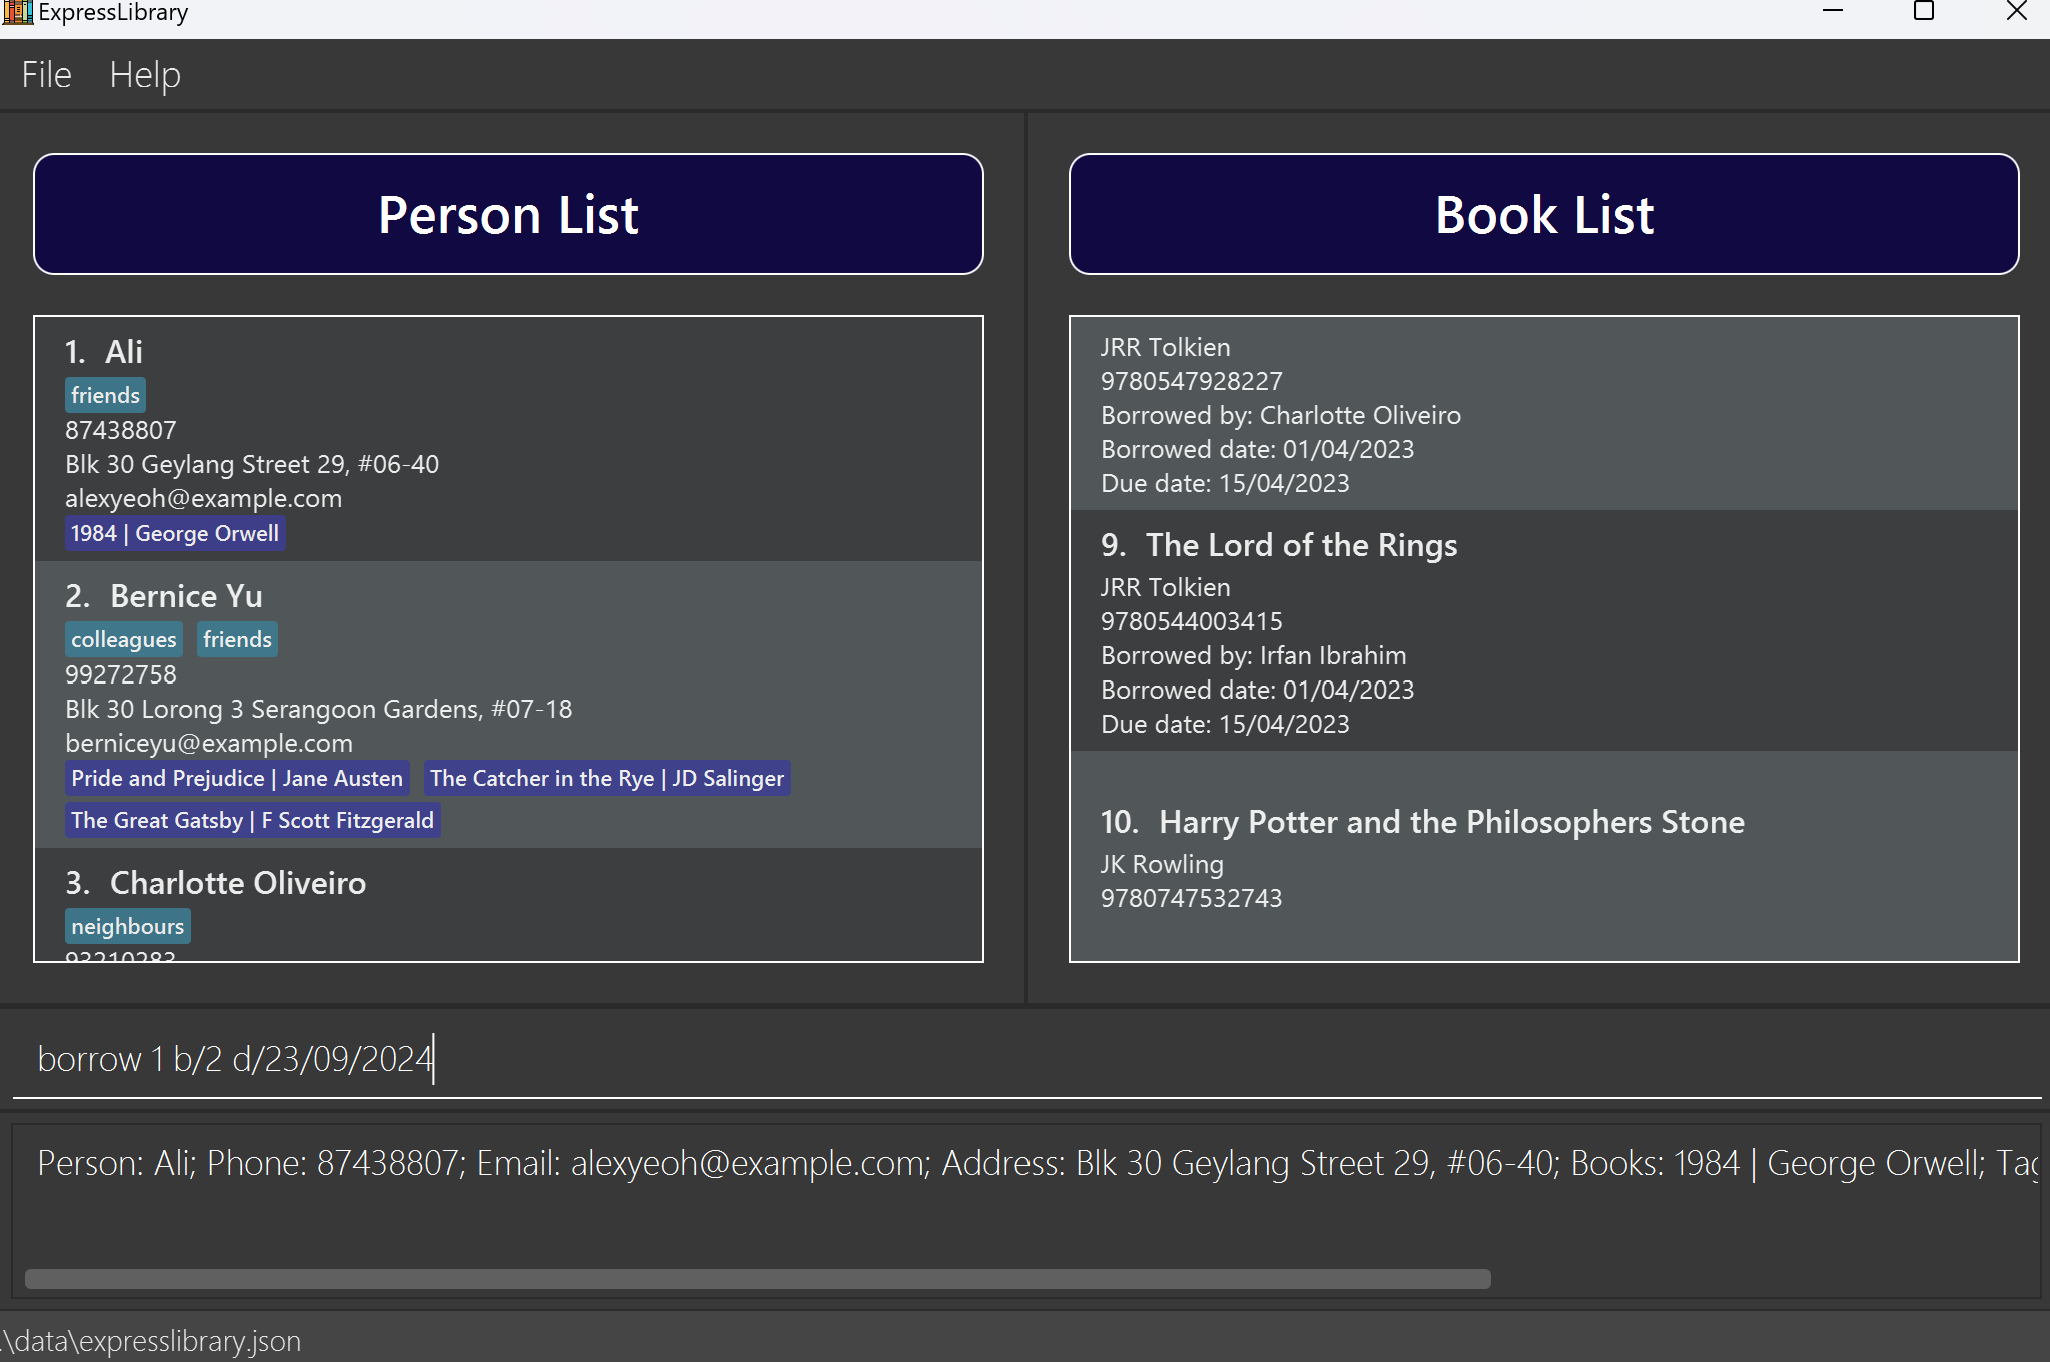 ExpressLibrary
File Help
Person List
1. Ali
friends
87438807
Blk 30 Geylang Street 29, #06-40
alexyeoh@example.com
1984 | George Orwell
2. Bernice Yu
colleagues friends
99272758
Blk 30 Lorong 3 Serangoon Gardens, #07-18
berniceyu@example.com
Pride and Prejudice | Jane Austen The Catcher in the Rye | JD Salinger
The Great Gatsby | F Scott Fitzgerald
3. Charlotte Oliveiro
neighbours
93210283
Book List
JRR Tolkien
9780547928227
Borrowed by: Charlotte Oliveiro
Borrowed date: 01/04/2023
Due date: 15/04/2023
9. The Lord of the Rings
JRR Tolkien
9780544003415
Borrowed by: Irfan Ibrahim
Borrowed date: 01/04/2023
Due date: 15/04/2023
10. Harry Potter and the Philosophers Stone
JK Rowling
9780747532743
borrow 1 b/2 d/23/09/2024
Person: Ali; Phone: 87438807; Email: alexyeoh@example.com; Address: Blk 30 Geylang Street 29, #06-40; Books: 1984 | George Orwell;
.\data\expresslibrary.json